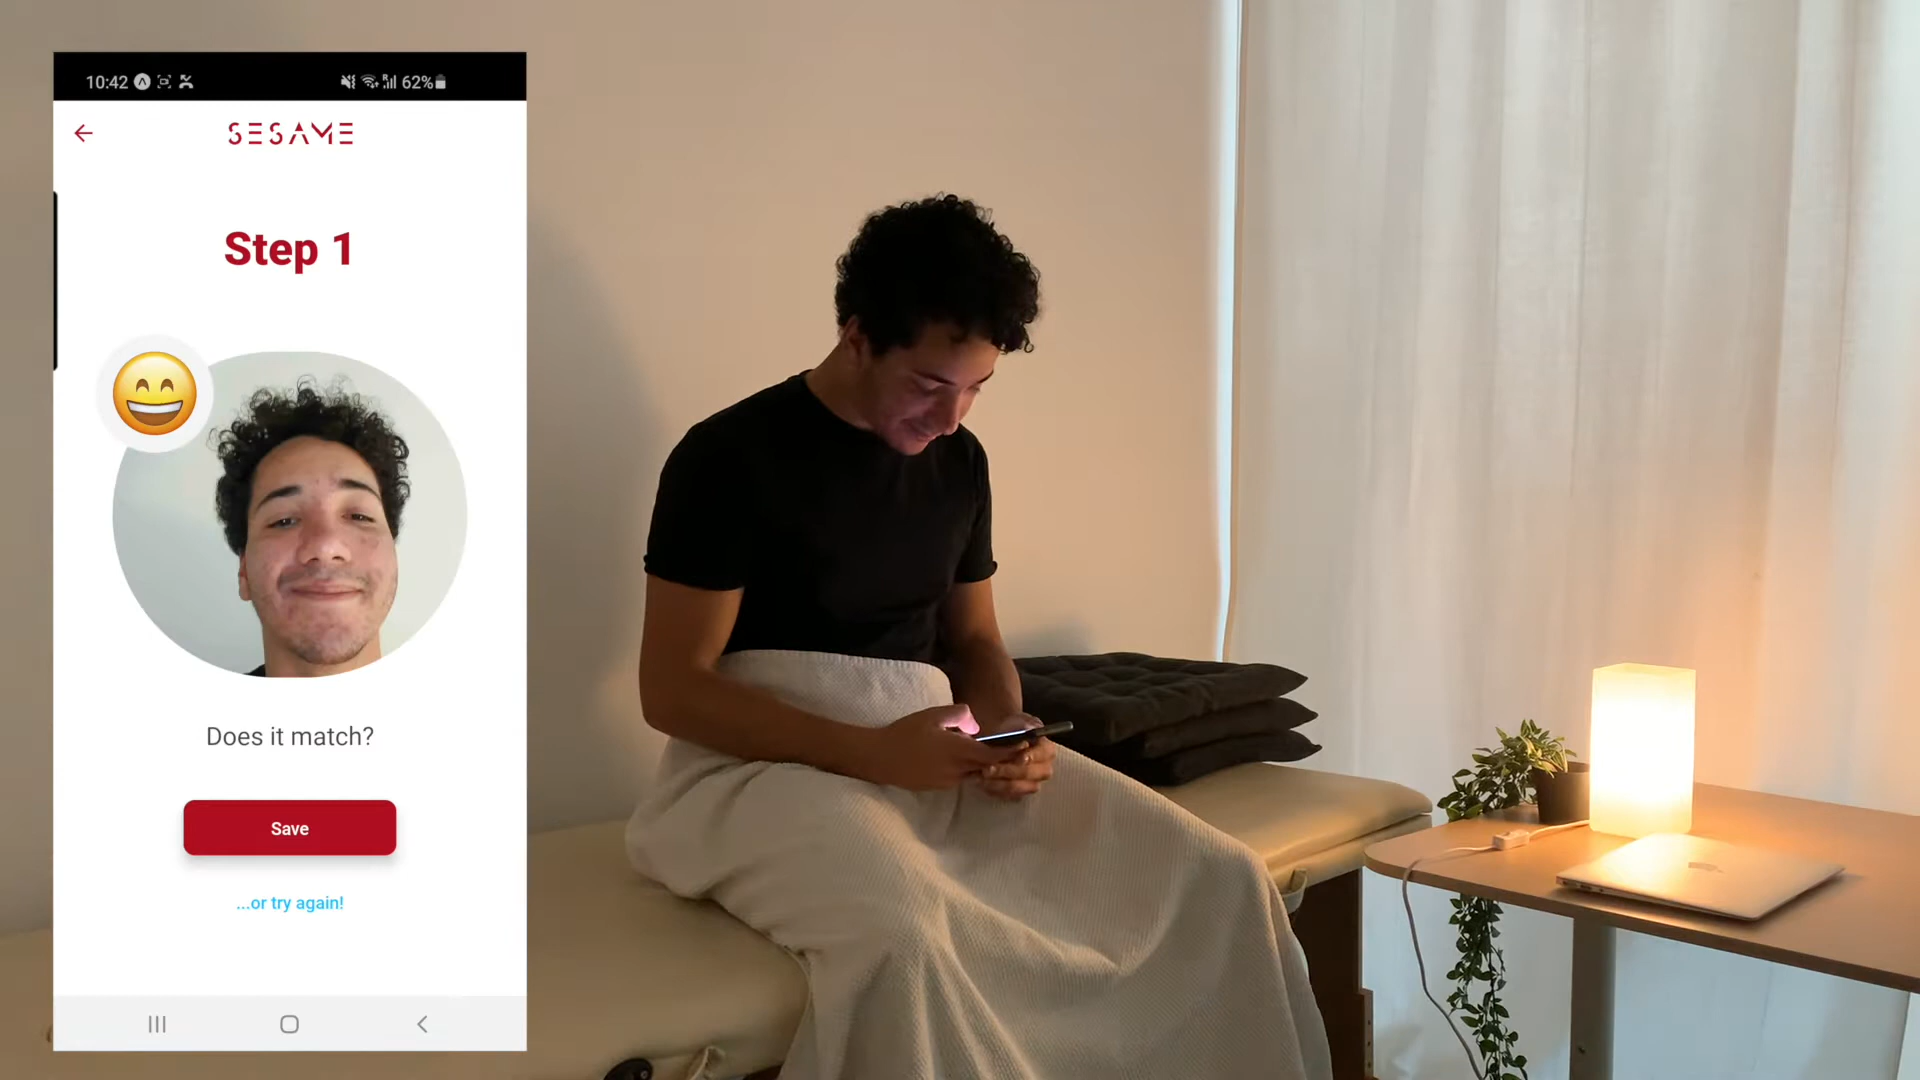 10:42 62%
SESAME
Step 1
Does it match?
Save
...or try again!